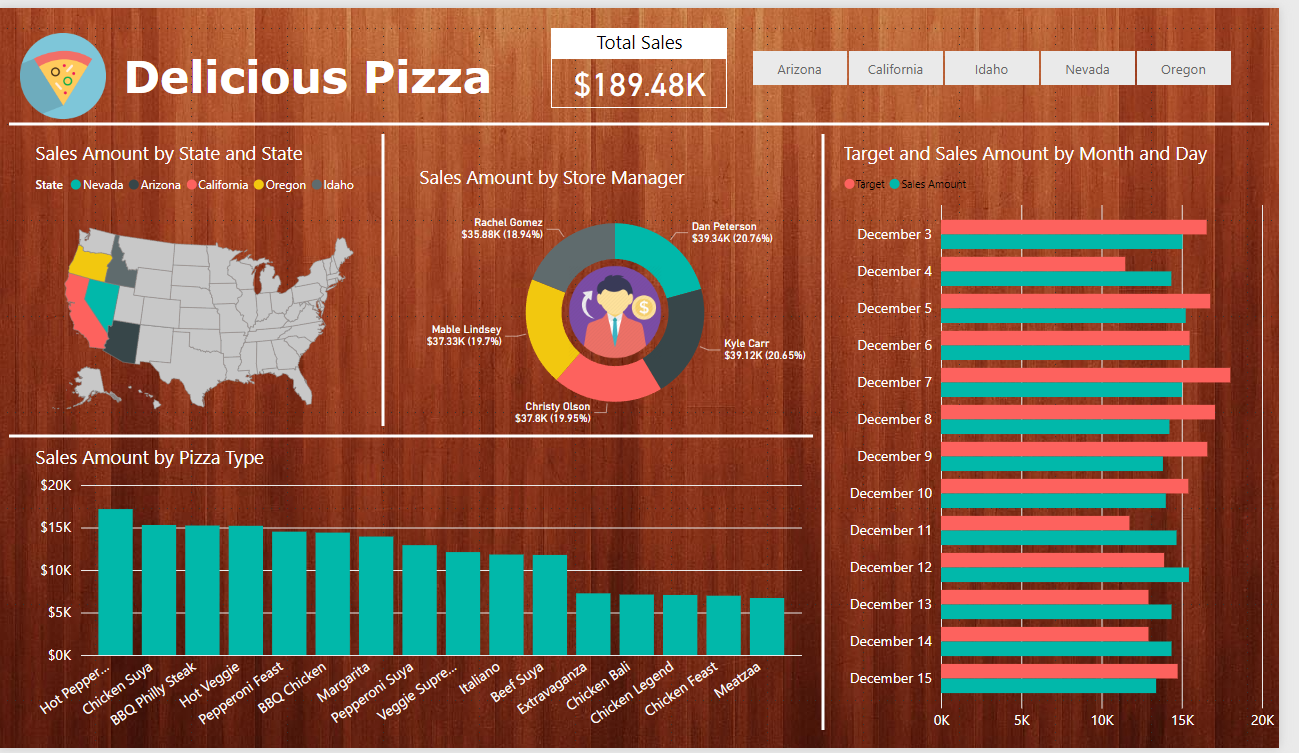 Delicious Pizza
Total Sales
$189.48K
Arizona
California
Idaho
Nevada
Oregon
Sales Amount by State and State
State Nevada Arizona California Oregon Idaho
Sales Amount by Store Manager
Rachel Gomez
$35.88K (18.94%)
Dan Peterson
$39.34K (20.76%)
Mable Lindsey
$37.33K (19.7%)
Kyle Carr
$39.12K (20.65%)
Christy Olson
$37.8K (19.95%)
$
Sales Amount by Pizza Type
$20K
$15K
$10K
$5K
$0K
Hot Pepper...
Chicken Suya
BBQ Philly Steak
Hot Veggie
Pepperoni Feast
BBQ Chicken
Margarita
Pepperoni Suya
Veggie Supre...
Italiano
Beef Suya
Extravaganza
Chicken Bali
Chicken Legend
Chicken Feast
Meatzaa
Target and Sales Amount by Month and Day
Target Sales Amount
December 3
December 4
December 5
December 6
December 7
December 8
December 9
December 10
December 11
December 12
December 13
December 14
December 15
0K 5K 10K 15K 20K